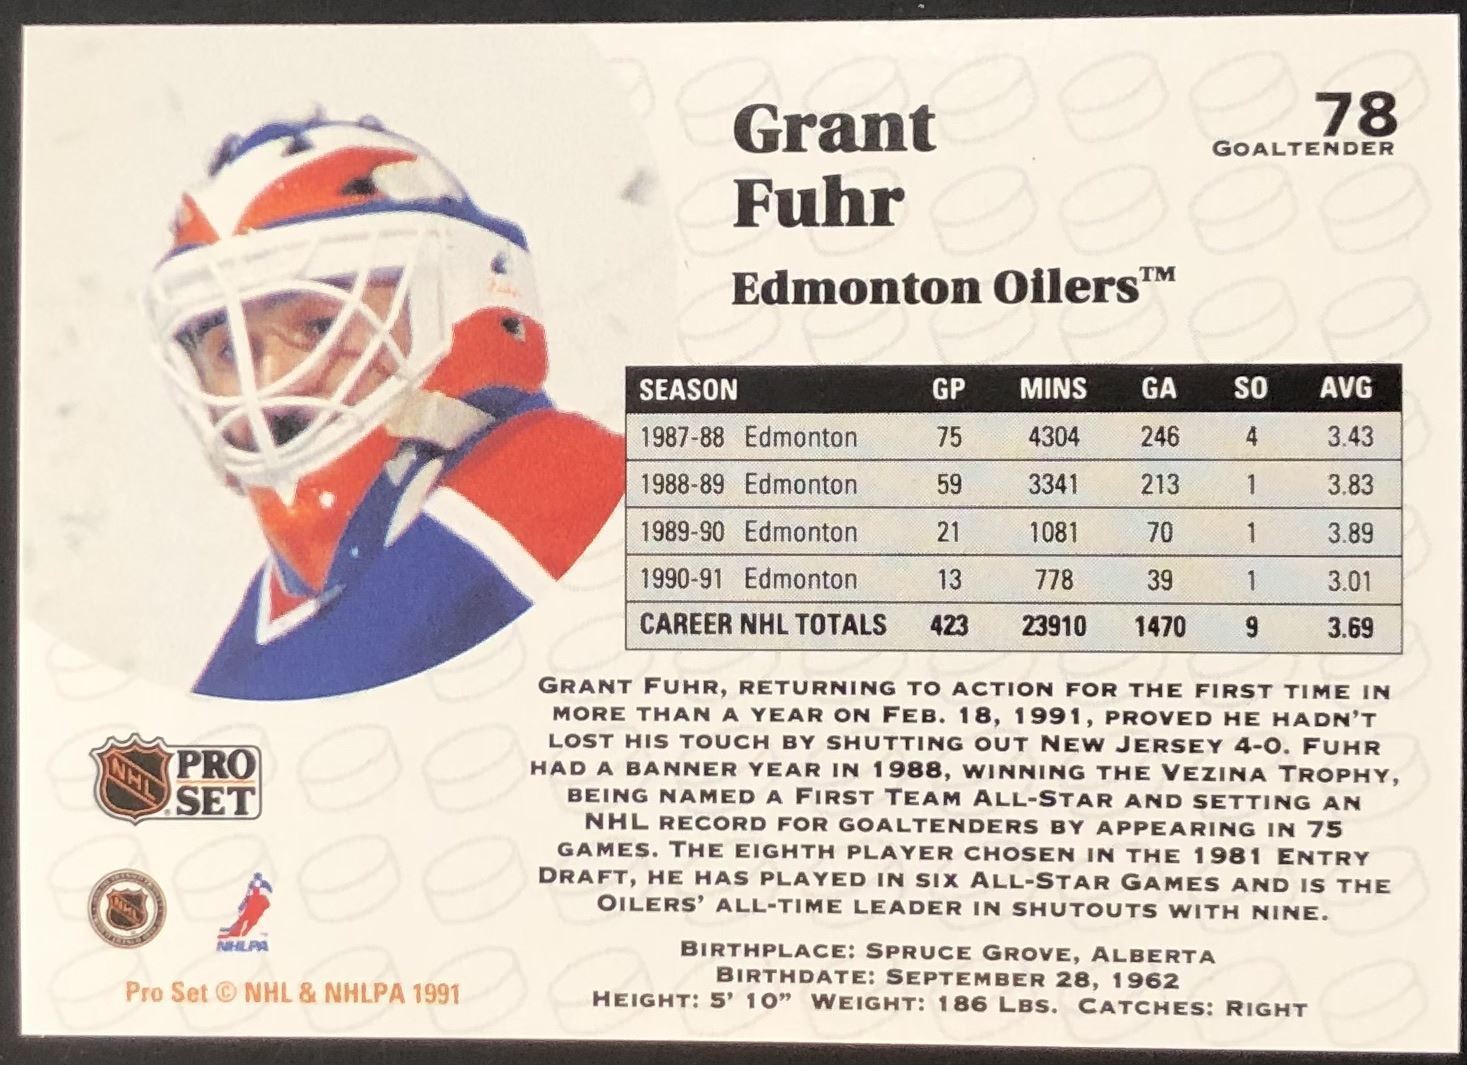 Grant
Fuhr
78
GOALTENDER
Edmonton Oilers™
SEASON GP MINS GA SO AVG
1987-88 Edmonton 75 4304 246 4 3.43
1988-89 Edmonton 59 3341 213 1 3.83
1989-90 Edmonton 21 1081 70 1 3.89
1990-91 Edmonton 13 778 39 1 3.01
CAREER NHL TOTALS 423 23910 1470 9 3.69
GRANT FUHR, RETURNING TO ACTION FOR THE FIRST TIME IN
MORE THAN A YEAR ON FEB. 18, 1991, PROVED HE HADN'T
LOST HIS TOUCH BY SHUTTING OUT NEW JERSEY 4-0. FUHR
HAD A BANNER YEAR IN 1988, WINNING THE VEZINA TROPHY,
BEING NAMED A FIRST TEAM ALL-STAR AND SETTING AN
NHL RECORD FOR GOALTENDERS BY APPEARING IN 75
GAMES. THE EIGHTH PLAYER CHOSEN IN THE 1981 ENTRY
DRAFT, HE HAS PLAYED IN SIX ALL-STAR GAMES AND IS THE
OILERS' ALL-TIME LEADER IN SHUTOUTS WITH NINE.
BIRTHPLACE: SPRUCE GROVE, ALBERTA
BIRTHDATE: SEPTEMBER 28, 1962
HEIGHT: 5' 10" WEIGHT: 186 LBS. CATCHES: RIGHT
NHL
PRO
SET
NHL
NHLPA
Pro Set © NHL & NHLPA 1991